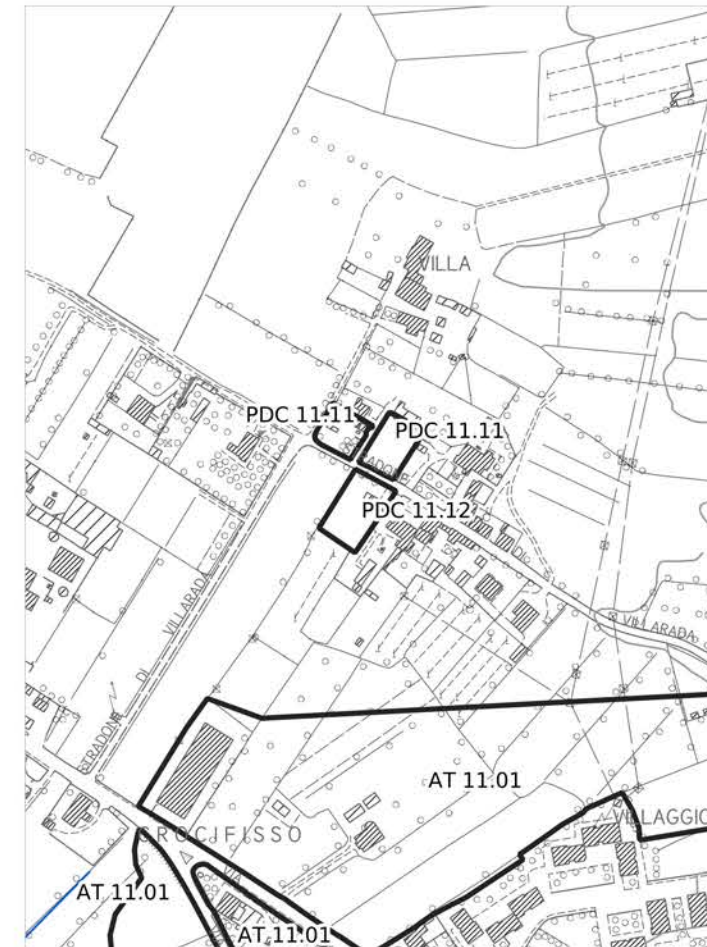 VILLA
PDC 11.11
PDC 11.11
PDC 11.12
VILLARADA
DI
STRADONE
VILLARADA
AT 11.01
VILLAGGIO
CROCIFISSO
VIA
AT 11.01
AT 11.01